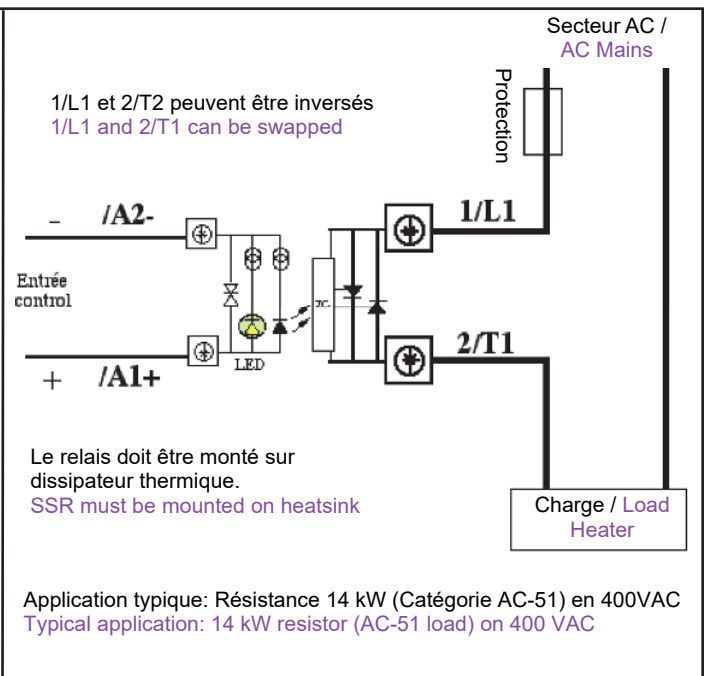 Secteur AC /
AC Mains
Protection
1/L1 et 2/T2 peuvent être inversés
1/L1 and 2/T1 can be swapped
- /A2-
1/L1
Entrée
control
ZC
LED
+ /A1+
2/T1
Le relais doit être monté sur
dissipateur thermique.
SSR must be mounted on heatsink
Charge / Load
Heater
Application typique: Résistance 14 kW (Catégorie AC-51) en 400VAC
Typical application: 14 kW resistor (AC-51 load) on 400 VAC